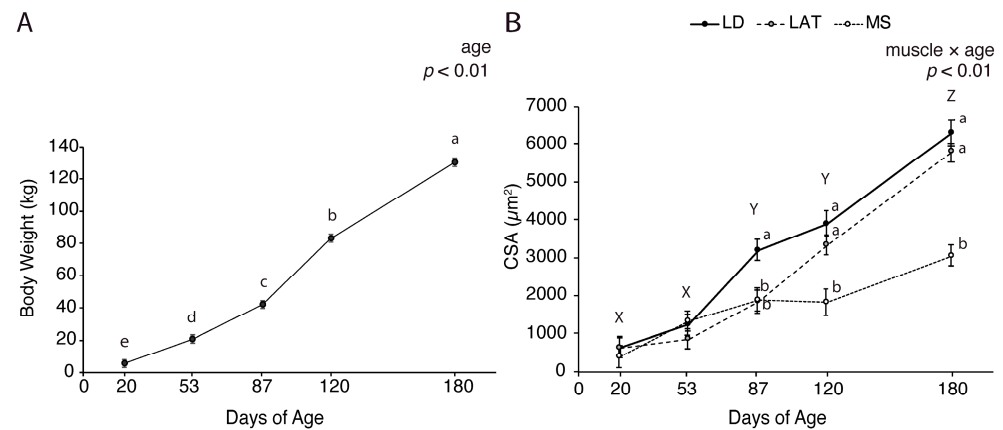 A
age
p < 0.01
a
b
c
d
e
140
120
100
80
60
40
20
0
Body Weight (kg)
0 20 53 87 120 180
Days of Age
B
LD LAT MS
muscle × age
p < 0.01
Z
a
a
b
Y
a
a
b
Y
a
b
b
X
X
7000
6000
5000
4000
3000
2000
1000
0
CSA (µm²)
0 20 53 87 120 180
Days of Age